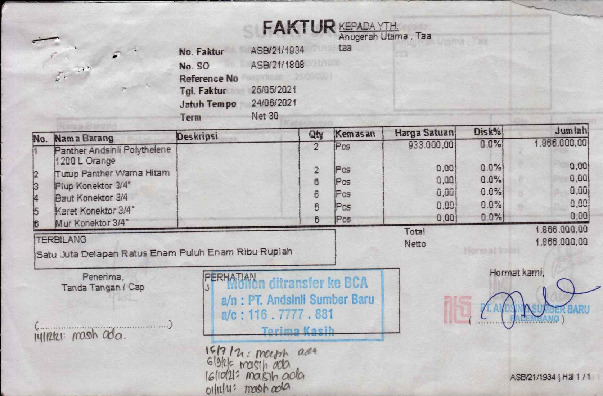 FAKTUR
KEPADA YTH.
Anugerah Utama , Taa
taa
No. Faktur ASB/21/1934
No. SO ASB/21/1808
Reference No
Tgl. Faktur 25/05/2021
Jatuh Tempo 24/06/2021
Term Net 30
No. Nama Barang Deskripsi Qty Kemasan Harga Satuan Disk% Jumlah
1 Panther Andsinli Polythelene 2 Pcs 933.000,00 0.0% 1.866.000,00
1200 L Orange
2 Tutup Panther Warna Hitam 2 Pcs 0,00 0.0% 0,00
3 Plup Konektor 3/4" 6 Pcs 0,00 0.0% 0,00
4 Baut Konektor 3/4" 6 Pcs 0,00 0.0% 0,00
5 Karet Konektor 3/4" 6 Pcs 0,00 0.0% 0,00
6 Mur Konektor 3/4" 6 Pcs 0,00 0.0% 0,00
Total 1.866.000,00
Netto 1.866.000,00
TERBILANG
Satu Juta Delapan Ratus Enam Puluh Enam Ribu Rupiah
Penerima,
Tanda Tangan / Cap
(........................)
14/12/21: masih ada
PERHATIAN
Mohon ditransfer ke BCA
a/n : PT. Andsinli Sumber Baru
a/c : 116 . 7777 . 881
Terima Kasih
15/7/21: masih ada
masih ada
16/10/21: masih ada
masih ada
Hormat kami,
PT. ANDSINLI SUMBER BARU
ASB/21/1934 | Hal 1 / 1